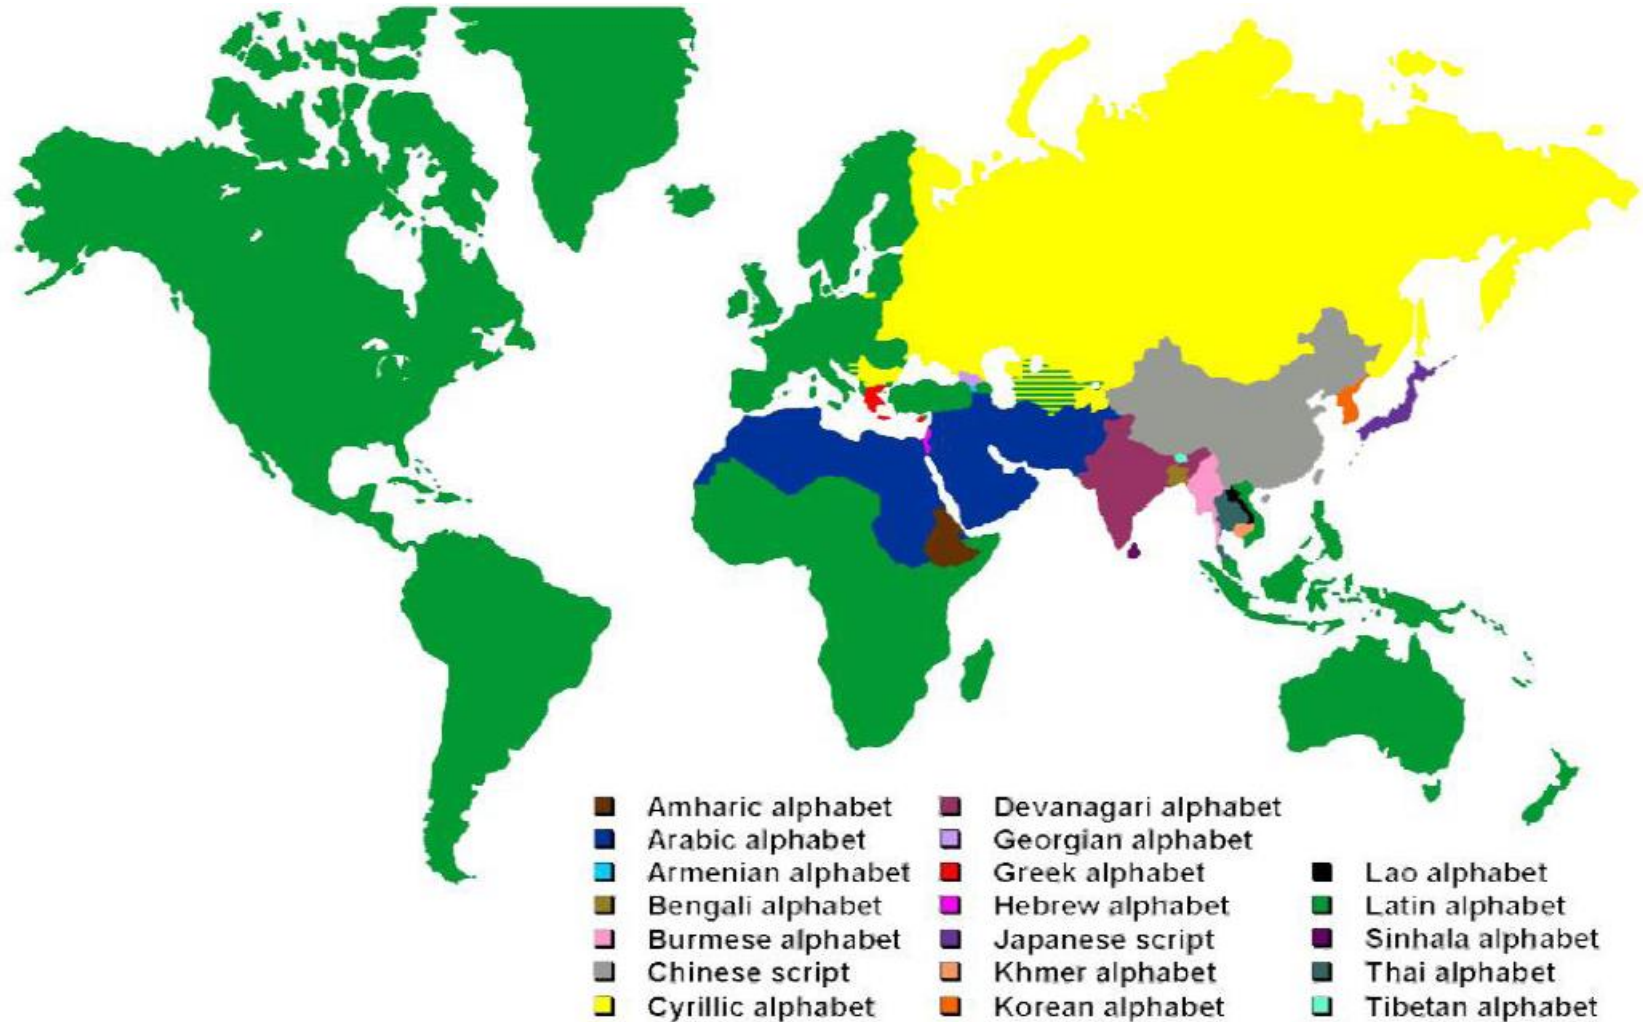 Amharic alphabet
Arabic alphabet
Armenian alphabet
Bengali alphabet
Burmese alphabet
Chinese script
Cyrillic alphabet
Devanagari alphabet
Georgian alphabet
Greek alphabet
Hebrew alphabet
Japanese script
Khmer alphabet
Korean alphabet
Lao alphabet
Latin alphabet
Sinhala alphabet
Thai alphabet
Tibetan alphabet